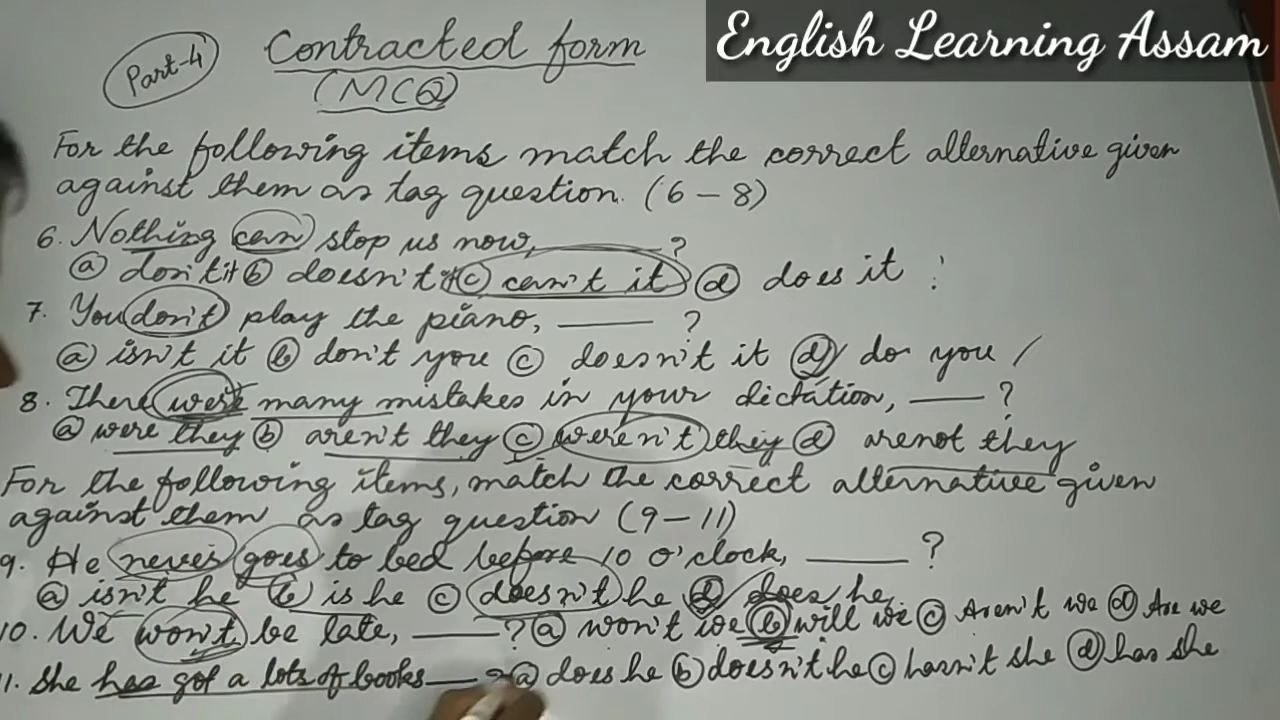 English Learning Assam
Part-4
Contracted form
(MCQ)
For the following items match the correct alternative given
against them as tag question. (6-8)
6. Nothing can stop us now, ______?
ⓐ don't it ⓑ doesn't it ⓒ can't it ⓓ does it
7. You don't play the piano, ______ ?
ⓐ isn't it ⓑ don't you ⓒ doesn't it ⓓ do you
8. There were many mistakes in your dictation, ______ ?
ⓐ were they ⓑ aren't they ⓒ weren't they ⓓ arenot they
For the following items, match the correct alternative given
against them as tag question (9-11)
9. He never goes to bed before 10 o'clock, ______ ?
ⓐ isn't he ⓑ is he ⓒ doesn't he ⓓ does he
10. We won't be late, ______? ⓐ won't we ⓑ will we ⓒ Aren't we ⓓ Are we
11. She has got a lots of books ______ ? ⓐ does he ⓑ doesn't he ⓒ hasn't she ⓓ has she